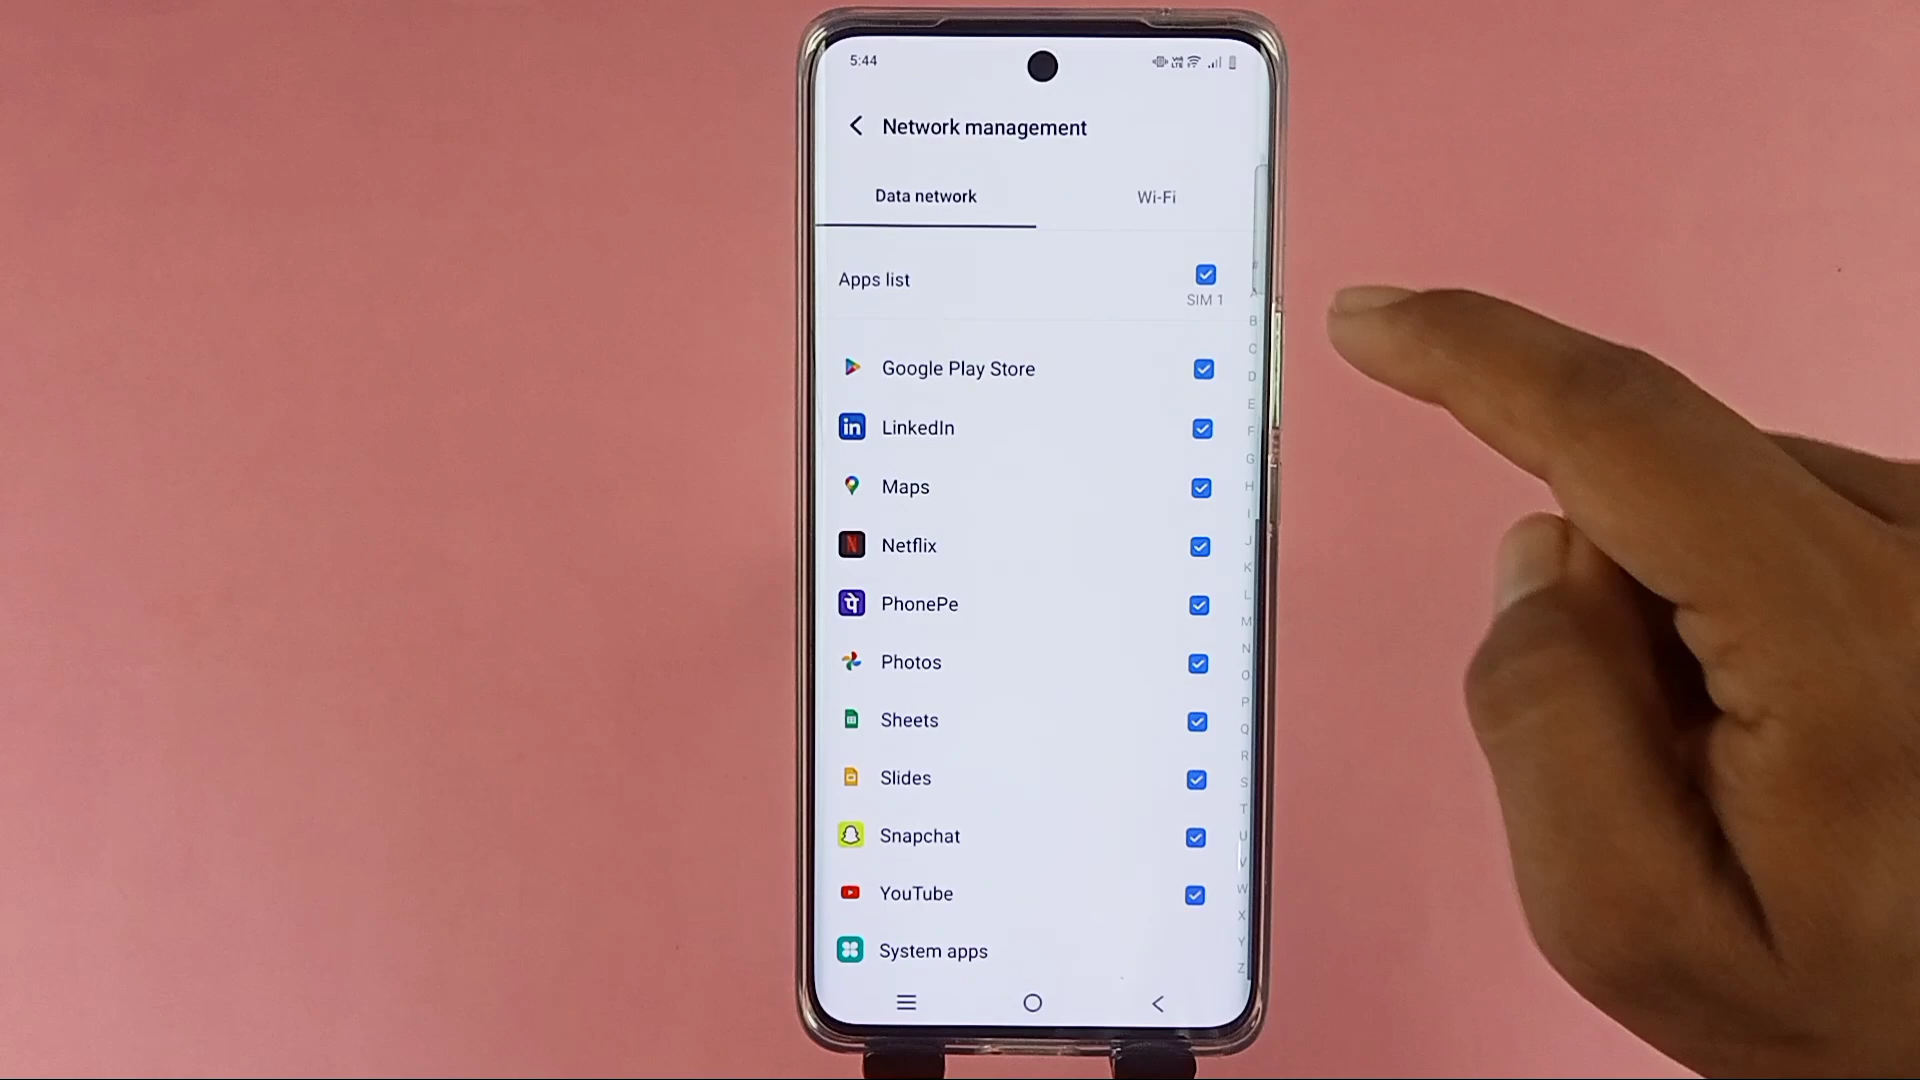 5:44
Network management
Data network
Wi-Fi
Apps list
SIM 1
Google Play Store
in LinkedIn
Maps
N Netflix
पे PhonePe
Photos
Sheets
Slides
Snapchat
YouTube
System apps
#
A
B
C
D
E
F
G
H
I
J
K
L
M
N
O
P
Q
R
S
T
U
V
W
X
Y
Z